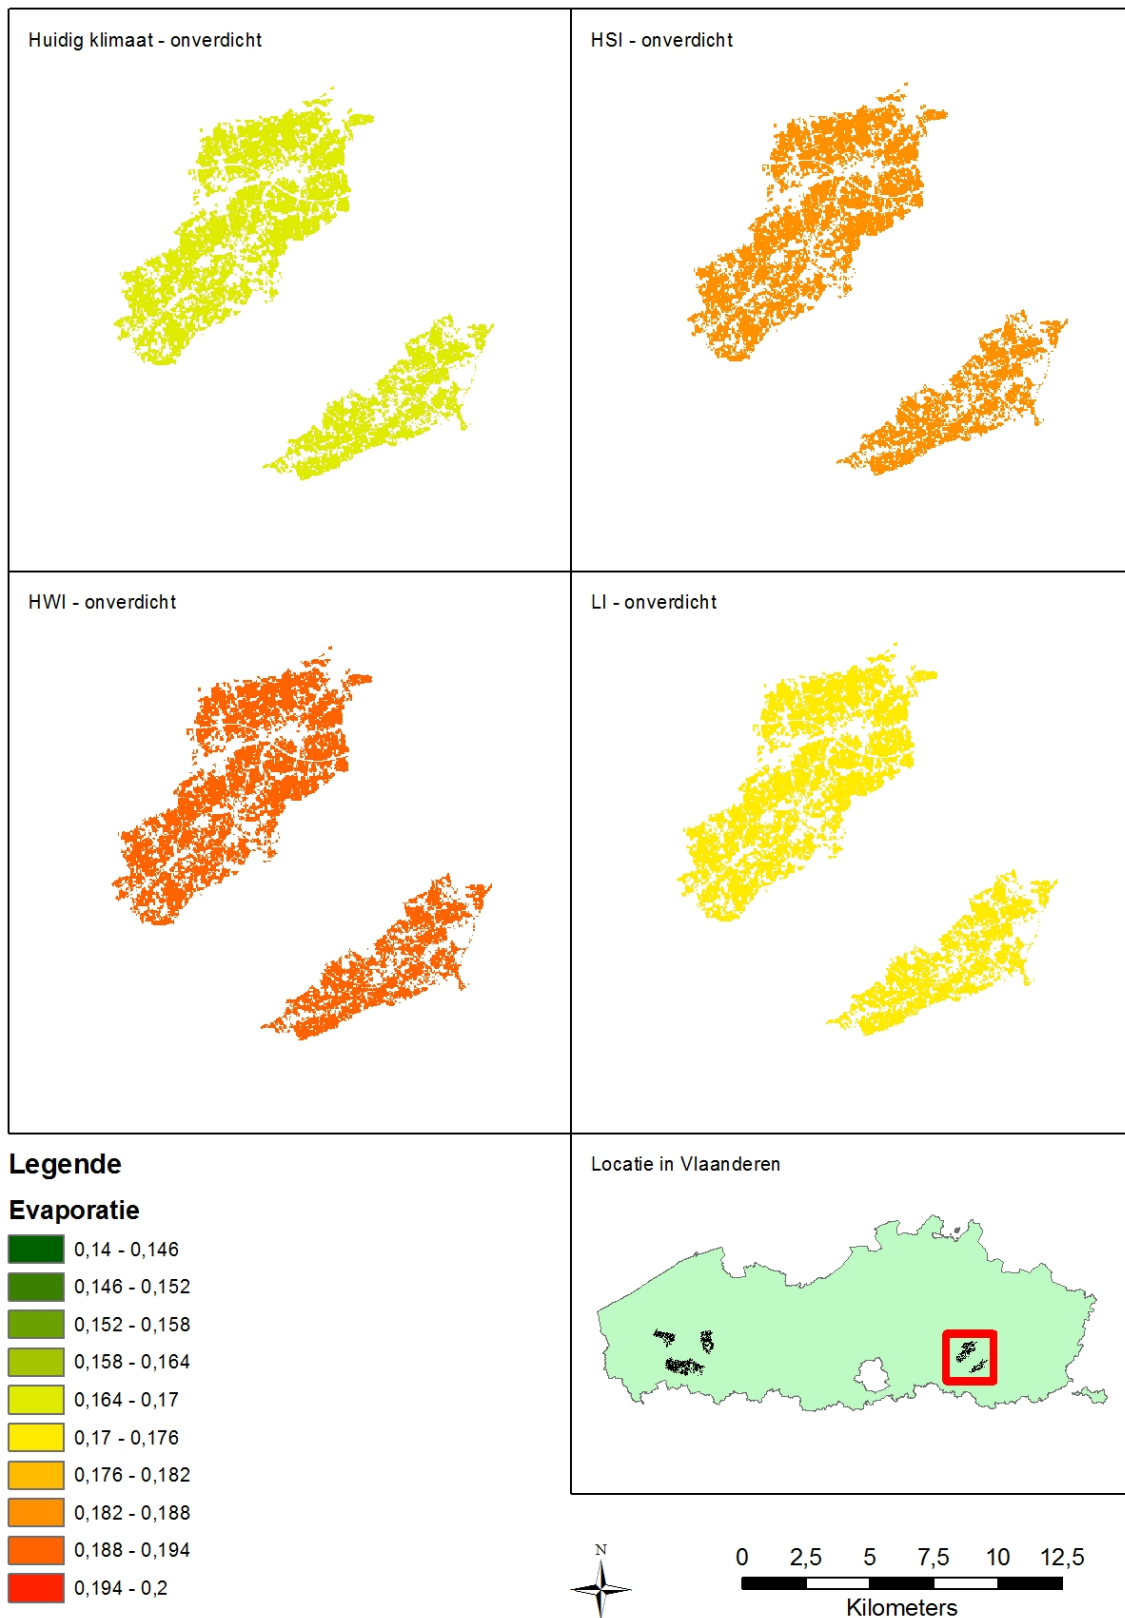 Huidig klimaat - onverdicht
HSI - onverdicht
HWI - onverdicht
LI - onverdicht
Legende
Evaporatie
0,14 - 0,146
0,146 - 0,152
0,152 - 0,158
0,158 - 0,164
0,164 - 0,17
0,17 - 0,176
0,176 - 0,182
0,182 - 0,188
0,188 - 0,194
0,194 - 0,2
Locatie in Vlaanderen
N
0 2,5 5 7,5 10 12,5
Kilometers